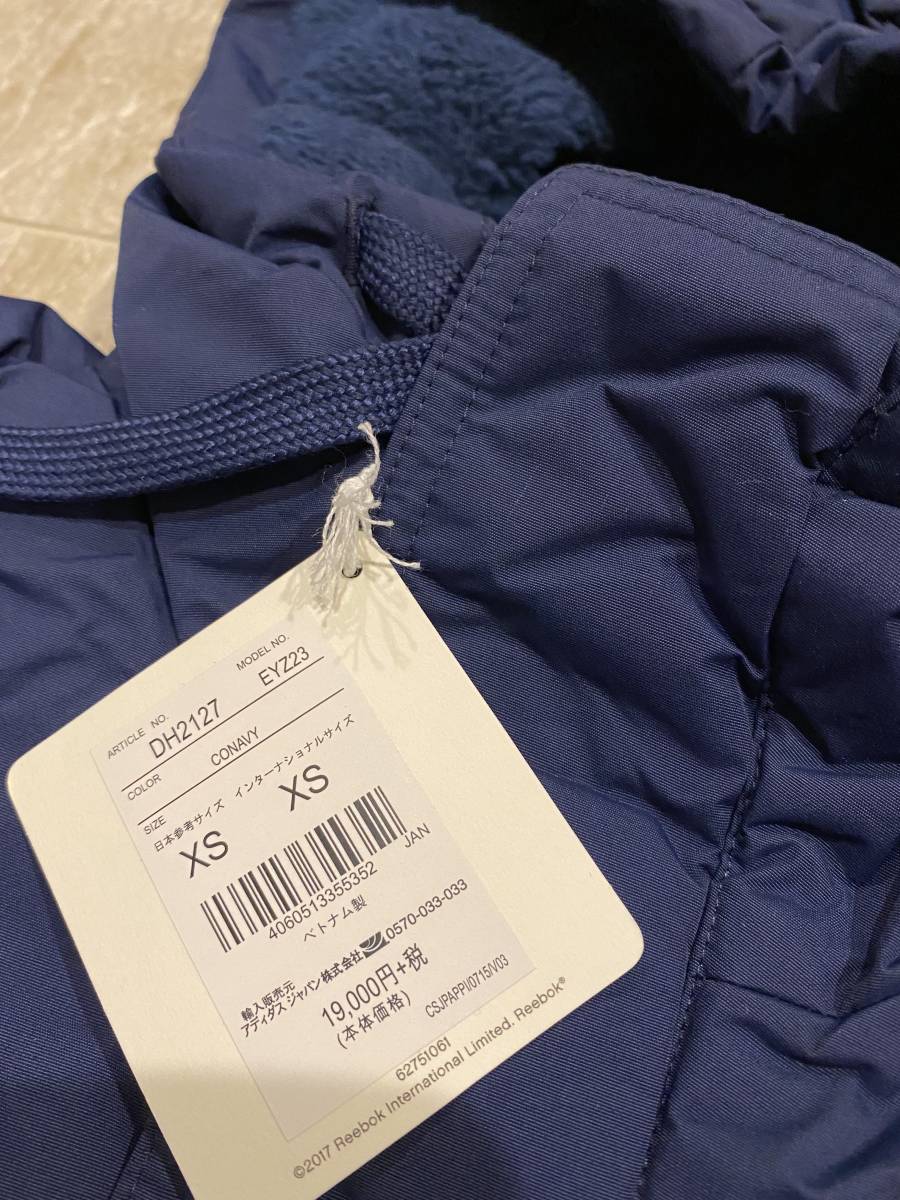 ARTICLE NO. MODEL NO.
DH2127 EYZ23
COLOR CONAVY
SIZE 日本参考サイズ インターナショナルサイズ
XS XS
4060513355352 JAN
ベトナム製
輸入販売元
アディダス ジャパン株式会社 0570-033-033
19,000円+税
(本体価格)
CSJPAPPI/0715/V03
62751061
©2017 Reebok International Limited. Reebok®